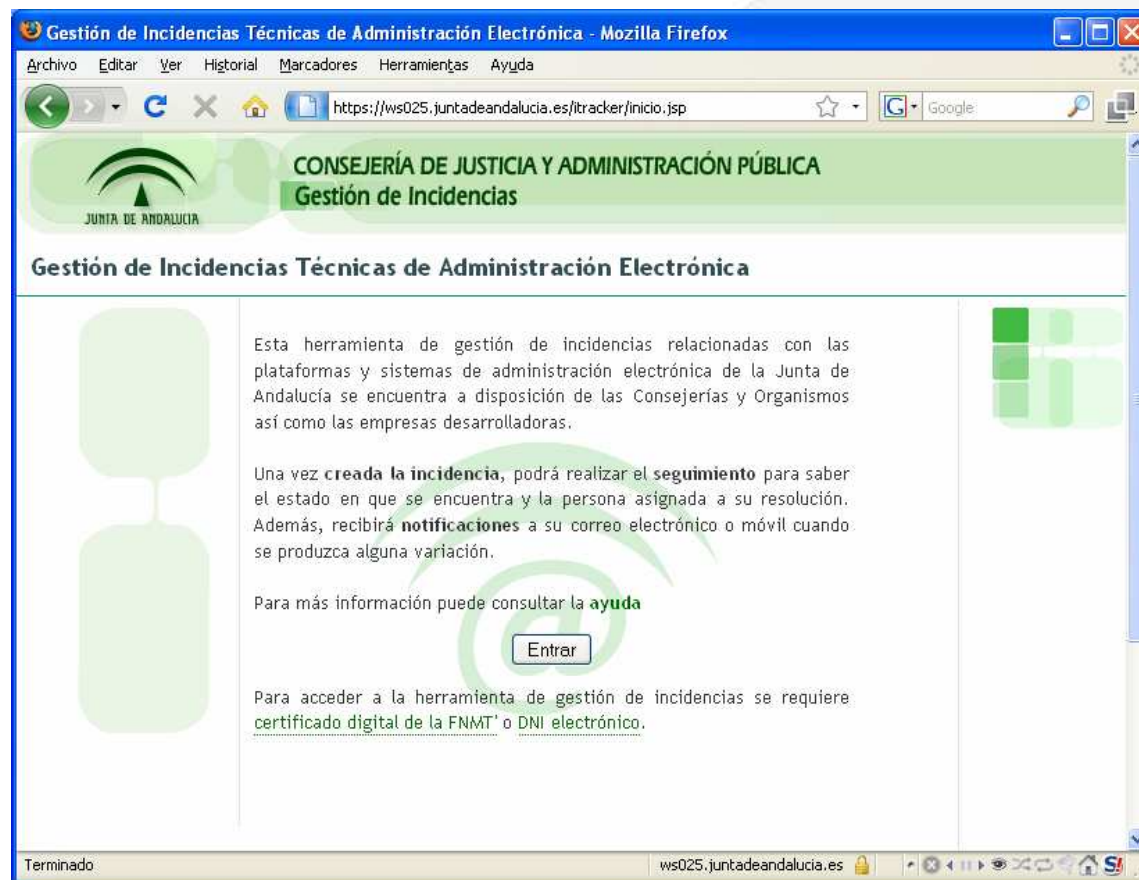 Gestión de Incidencias Técnicas de Administración Electrónica - Mozilla Firefox
Archivo Editar Ver Historial Marcadores Herramientas Ayuda
https://ws025.juntadeandalucia.es/itracker/inicio.jsp
G Google
CONSEJERÍA DE JUSTICIA Y ADMINISTRACIÓN PÚBLICA
Gestión de Incidencias
JUNTA DE ANDALUCIA
Gestión de Incidencias Técnicas de Administración Electrónica
Esta herramienta de gestión de incidencias relacionadas con las
plataformas y sistemas de administración electrónica de la Junta de
Andalucía se encuentra a disposición de las Consejerías y Organismos
así como las empresas desarrolladoras.
Una vez creada la incidencia, podrá realizar el seguimiento para saber
el estado en que se encuentra y la persona asignada a su resolución.
Además, recibirá notificaciones a su correo electrónico o móvil cuando
se produzca alguna variación.
Para más información puede consultar la ayuda
Entrar
Para acceder a la herramienta de gestión de incidencias se requiere
certificado digital de la FNMT' o DNI electrónico.
Terminado
ws025.juntadeandalucia.es
S!